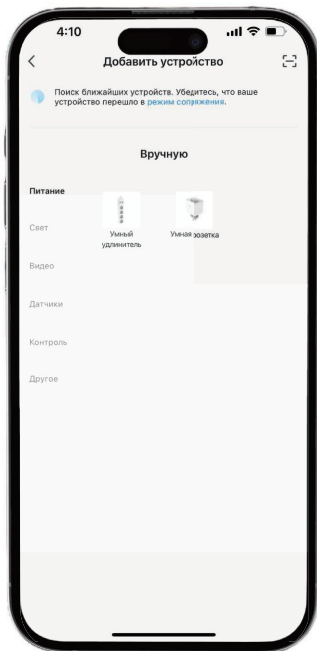 4:10
Добавить устройство
Поиск ближайших устройств. Убедитесь, что ваше
устройство перешло в режим сопряжения.
Вручную
Питание
Умный
удлинитель
Умная розетка
Свет
Видео
Датчики
Контроль
Другое